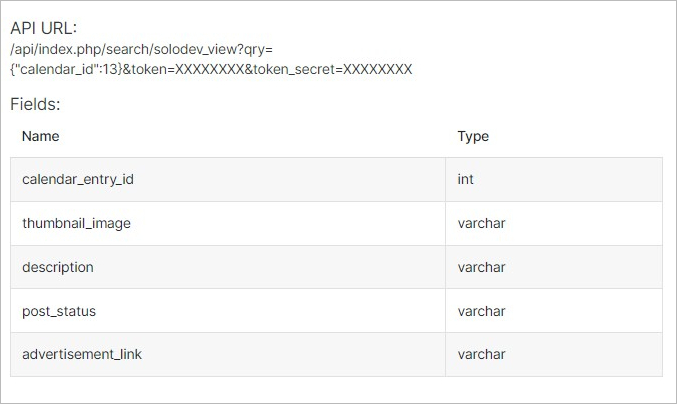 API URL:
/api/index.php/search/solodev_view?qry=
{"calendar_id":13}&token=XXXXXXXX&token_secret=XXXXXXXX
Fields:
Name Type
calendar_entry_id int
thumbnail_image varchar
description varchar
post_status varchar
advertisement_link varchar